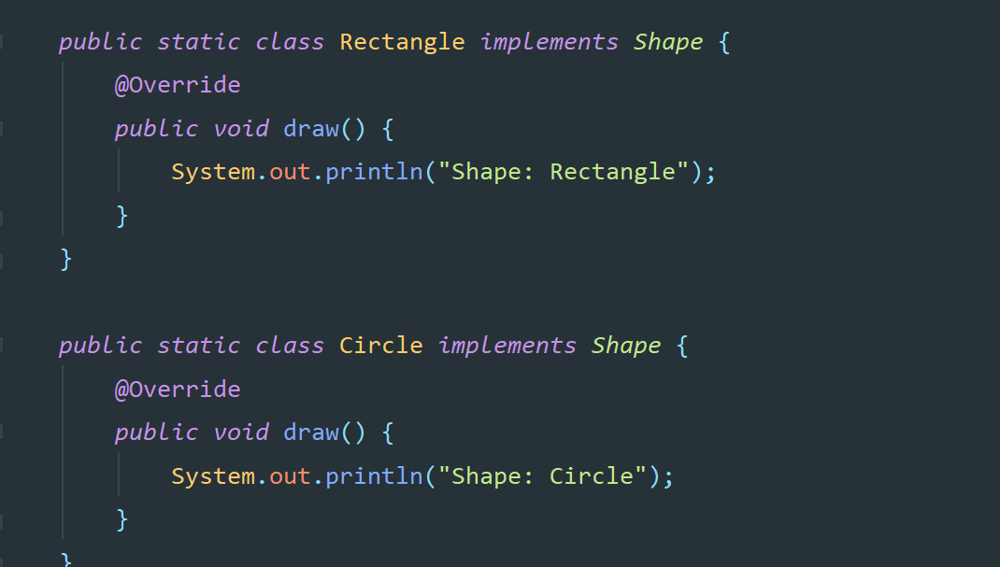 public static class Rectangle implements Shape {
    @Override
    public void draw() {
        System.out.println("Shape: Rectangle");
    }
}

public static class Circle implements Shape {
    @Override
    public void draw() {
        System.out.println("Shape: Circle");
    }
}